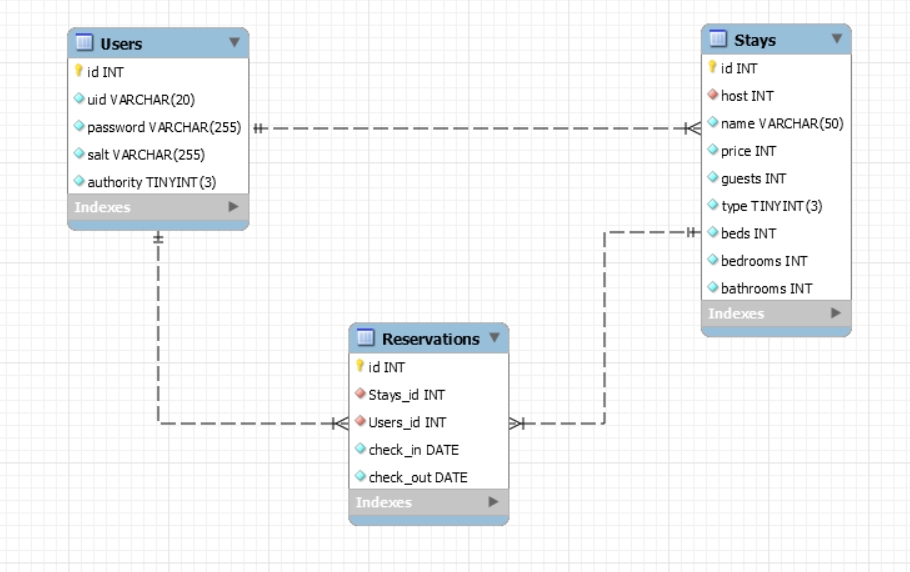 Users
id INT
uid VARCHAR(20)
password VARCHAR(255)
salt VARCHAR(255)
authority TINYINT(3)
Indexes
Stays
id INT
host INT
name VARCHAR(50)
price INT
guests INT
type TINYINT(3)
beds INT
bedrooms INT
bathrooms INT
Indexes
Reservations
id INT
Stays_id INT
Users_id INT
check_in DATE
check_out DATE
Indexes